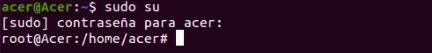 acer@Acer:~$ sudo su
[sudo] contraseña para acer:
root@Acer:/home/acer#